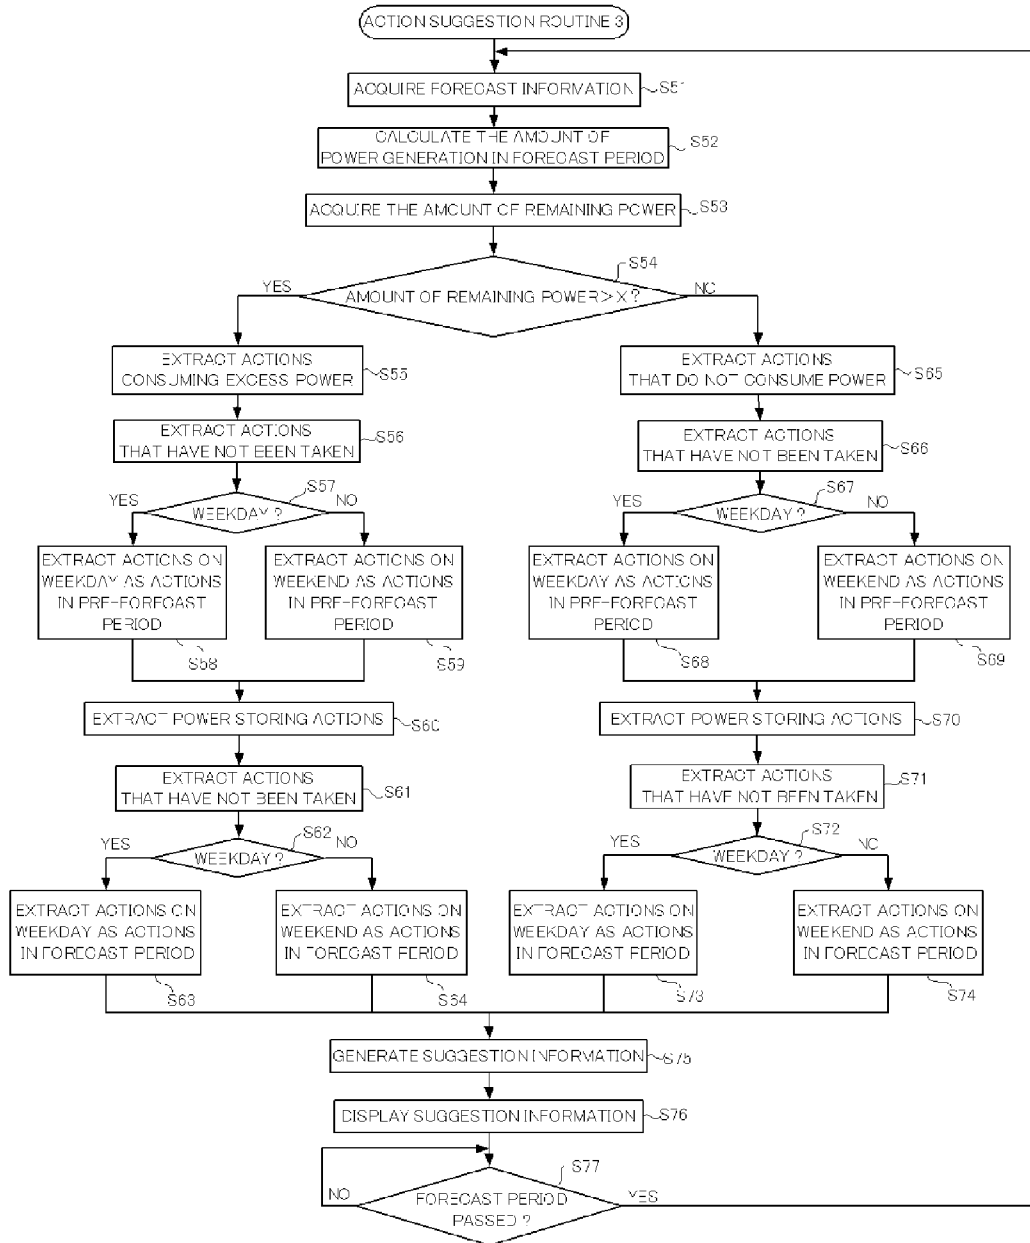 ACTION SUGGESTION ROUTINE 3
ACQUIRE FORECAST INFORMATION
S51
CALCULATE THE AMOUNT OF
POWER GENERATION IN FORECAST PERIOD
S52
ACQUIRE THE AMOUNT OF REMAINING POWER
S53
S54
YES
AMOUNT OF REMAINING POWER>X?
NO
EXTRACT ACTIONS
CONSUMING EXCESS POWER
S55
EXTRACT ACTIONS
THAT DO NOT CONSUME POWER
S65
EXTRACT ACTIONS
THAT HAVE NOT BEEN TAKEN
S56
EXTRACT ACTIONS
THAT HAVE NOT BEEN TAKEN
S66
S57
YES
WEEKDAY?
NO
S67
YES
WEEKDAY?
NO
EXTRACT ACTIONS ON
WEEKDAY AS ACTIONS
IN PRE-FORECAST
PERIOD
S58
EXTRACT ACTIONS ON
WEEKEND AS ACTIONS
IN PRE-FORECAST
PERIOD
S59
EXTRACT ACTIONS ON
WEEKDAY AS ACTIONS
IN PRE-FORECAST
PERIOD
S68
EXTRACT ACTIONS ON
WEEKEND AS ACTIONS
IN PRE-FORECAST
PERIOD
S69
EXTRACT POWER STORING ACTIONS
S60
EXTRACT POWER STORING ACTIONS
S70
EXTRACT ACTIONS
THAT HAVE NOT BEEN TAKEN
S61
EXTRACT ACTIONS
THAT HAVE NOT BEEN TAKEN
S71
S62
YES
WEEKDAY?
NO
S72
YES
WEEKDAY?
NO
EXTRACT ACTIONS ON
WEEKDAY AS ACTIONS
IN FORECAST PERIOD
S63
EXTRACT ACTIONS ON
WEEKEND AS ACTIONS
IN FORECAST PERIOD
S64
EXTRACT ACTIONS ON
WEEKDAY AS ACTIONS
IN FORECAST PERIOD
S73
EXTRACT ACTIONS ON
WEEKEND AS ACTIONS
IN FORECAST PERIOD
S74
GENERATE SUGGESTION INFORMATION
S75
DISPLAY SUGGESTION INFORMATION
S76
S77
NO
FORECAST PERIOD
PASSED?
YES